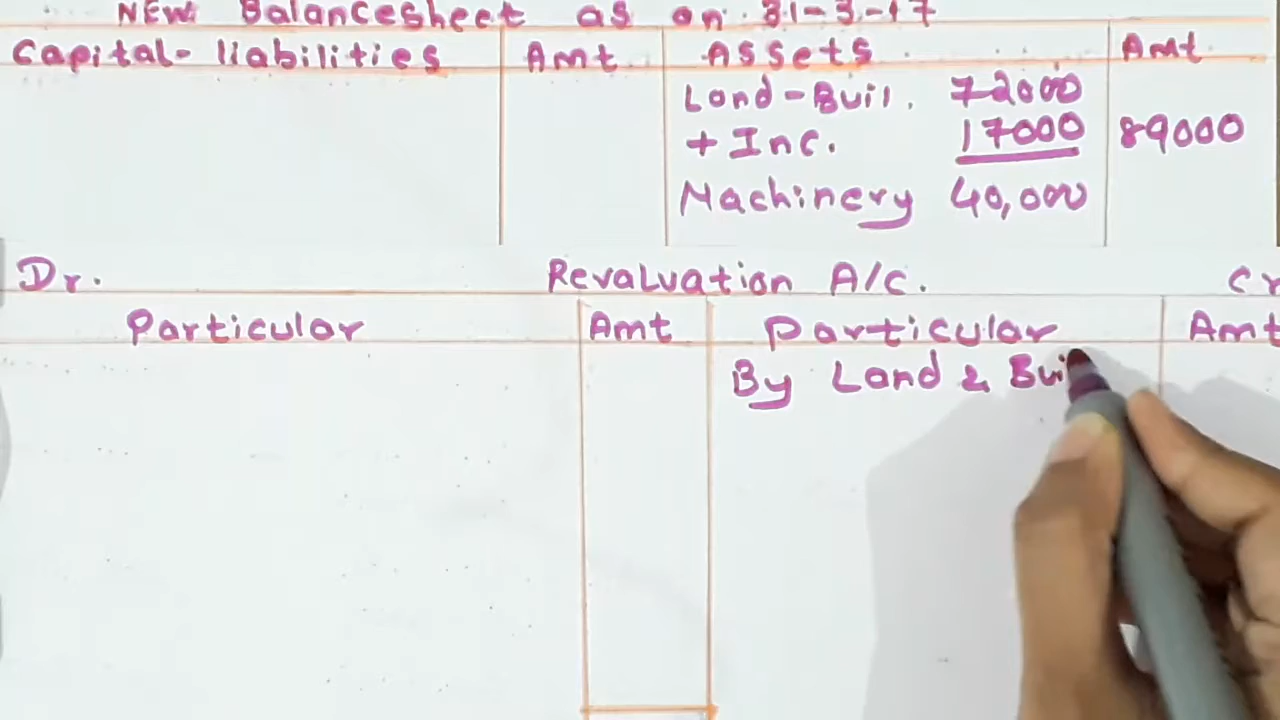 New Balancesheet as on 31-3-17
Capital-liabilities Amt Assets Amt
Land-Buil. 72000
+ Inc. 17000 89000
Machinery 40,000
Dr. Revaluation A/c. Cr
Particular Amt Particular Amt
By Land & Bui